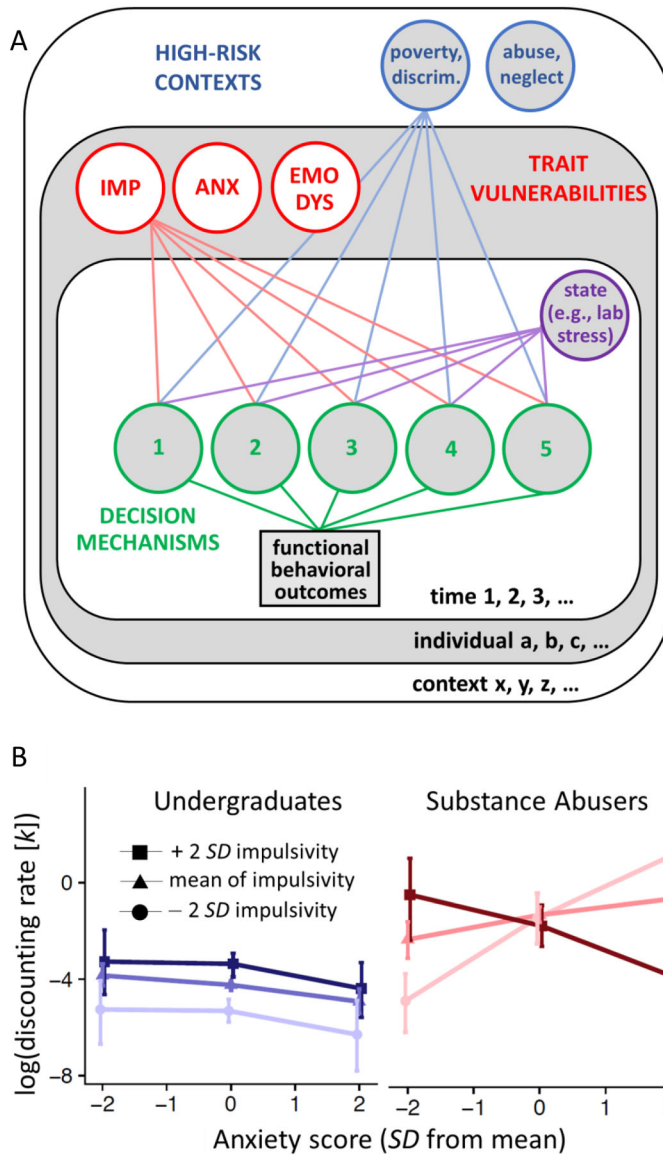 A
HIGH-RISK
CONTEXTS
poverty,
discrim.
abuse,
neglect
IMP
ANX
EMO
DYS
TRAIT
VULNERABILITIES
state
(e.g., lab
stress)
1
2
3
4
5
DECISION
MECHANISMS
functional
behavioral
outcomes
time 1, 2, 3, ...
individual a, b, c, ...
context x, y, z, ...
B
Undergraduates
Substance Abusers
+ 2 SD impulsivity
mean of impulsivity
– 2 SD impulsivity
log(discounting rate [k])
0
−4
−8
−2
−1
0
1
2
−2
−1
0
1
Anxiety score (SD from mean)